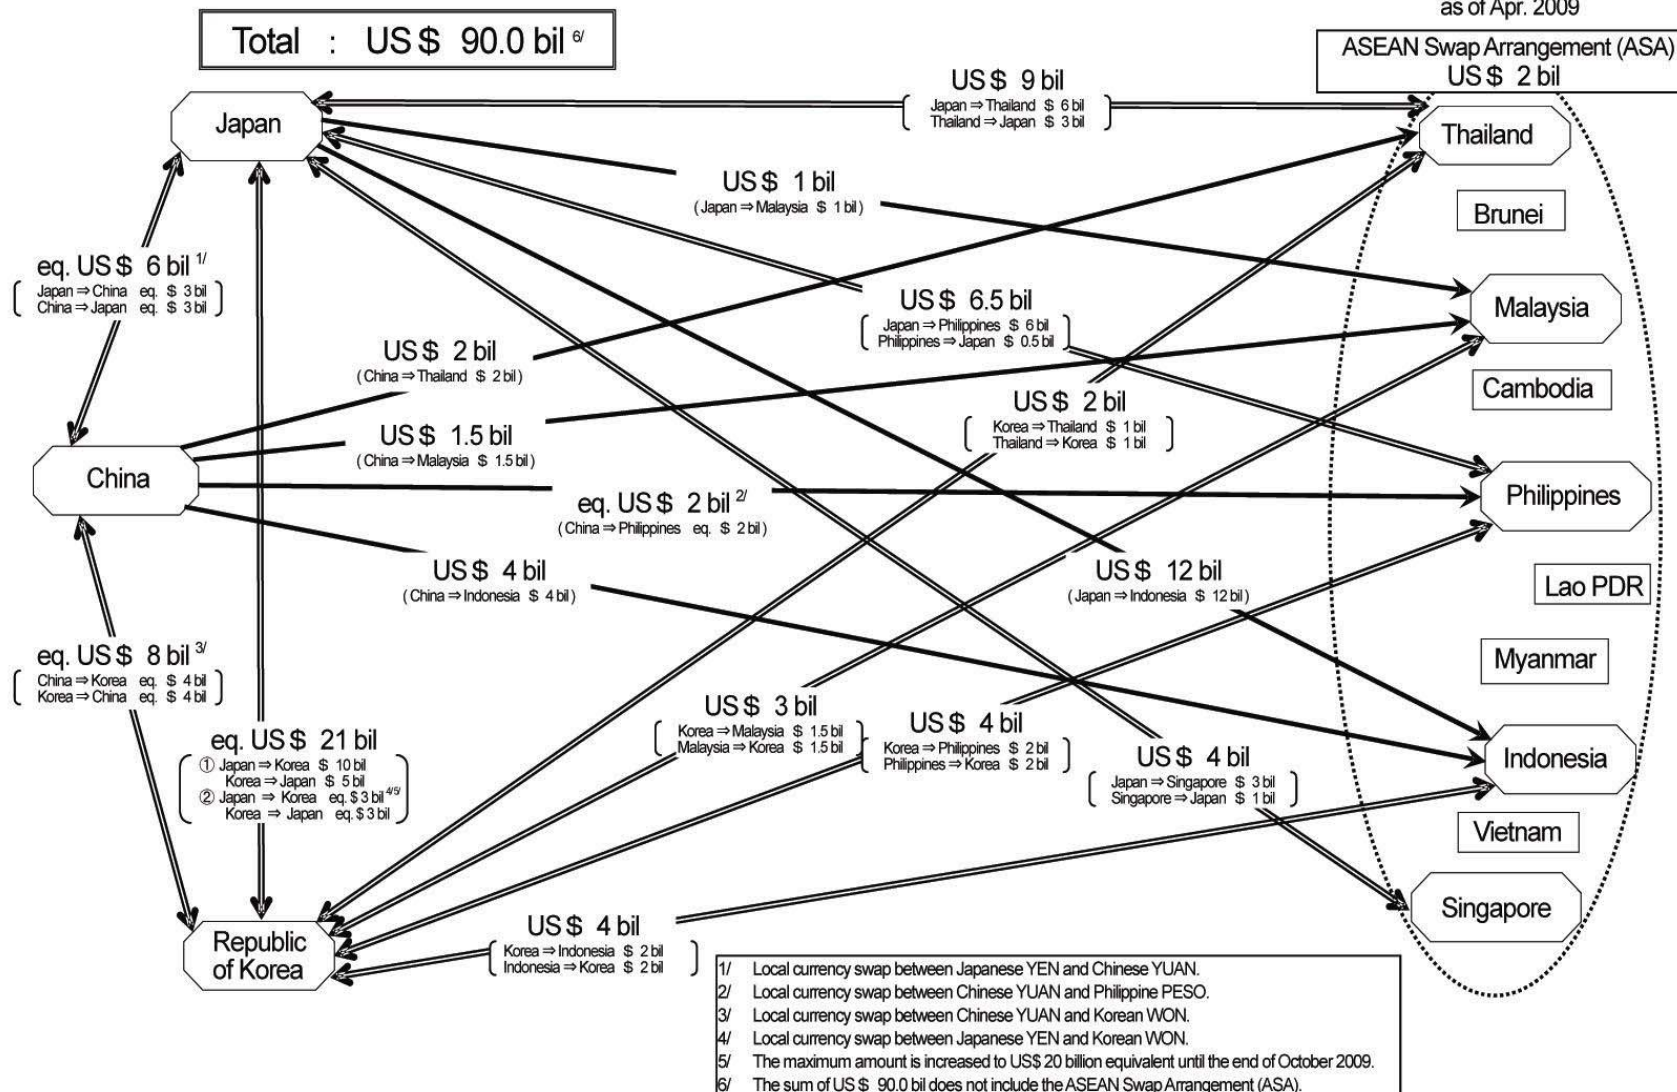 as of Apr. 2009
Total : US $ 90.0 bil 6/
ASEAN Swap Arrangement (ASA)
US $ 2 bil
US $ 9 bil
Japan ⇒ Thailand $ 6 bil
Thailand ⇒ Japan $ 3 bil
Japan
Thailand
US $ 1 bil
( Japan ⇒ Malaysia $ 1 bil )
Brunei
eq. US $ 6 bil 1/
Japan ⇒ China eq. $ 3 bil
China ⇒ Japan eq. $ 3 bil
US $ 6.5 bil
Japan ⇒ Philippines $ 6 bil
Philippines ⇒ Japan $ 0.5 bil
Malaysia
US $ 2 bil
( China ⇒ Thailand $ 2 bil )
Cambodia
US $ 2 bil
Korea ⇒ Thailand $ 1 bil
Thailand ⇒ Korea $ 1 bil
US $ 1.5 bil
( China ⇒ Malaysia $ 1.5 bil )
China
eq. US $ 2 bil 2/
( China ⇒ Philippines eq. $ 2 bil )
Philippines
US $ 4 bil
( China ⇒ Indonesia $ 4 bil )
US $ 12 bil
( Japan ⇒ Indonesia $ 12 bil )
Lao PDR
eq. US $ 8 bil 3/
China ⇒ Korea eq. $ 4 bil
Korea ⇒ China eq. $ 4 bil
Myanmar
US $ 3 bil
Korea ⇒ Malaysia $ 1.5 bil
Malaysia ⇒ Korea $ 1.5 bil
US $ 4 bil
Korea ⇒ Philippines $ 2 bil
Philippines ⇒ Korea $ 2 bil
eq. US $ 21 bil
① Japan ⇒ Korea $ 10 bil
Korea ⇒ Japan $ 5 bil
② Japan ⇒ Korea eq. $ 3 bil 4/5/
Korea ⇒ Japan eq. $ 3 bil
US $ 4 bil
Japan ⇒ Singapore $ 3 bil
Singapore ⇒ Japan $ 1 bil
Indonesia
Vietnam
Singapore
Republic
of Korea
US $ 4 bil
Korea ⇒ Indonesia $ 2 bil
Indonesia ⇒ Korea $ 2 bil
1/ Local currency swap between Japanese YEN and Chinese YUAN.
2/ Local currency swap between Chinese YUAN and Philippine PESO.
3/ Local currency swap between Chinese YUAN and Korean WON.
4/ Local currency swap between Japanese YEN and Korean WON.
5/ The maximum amount is increased to US$ 20 billion equivalent until the end of October 2009.
6/ The sum of US $ 90.0 bil does not include the ASEAN Swap Arrangement (ASA).